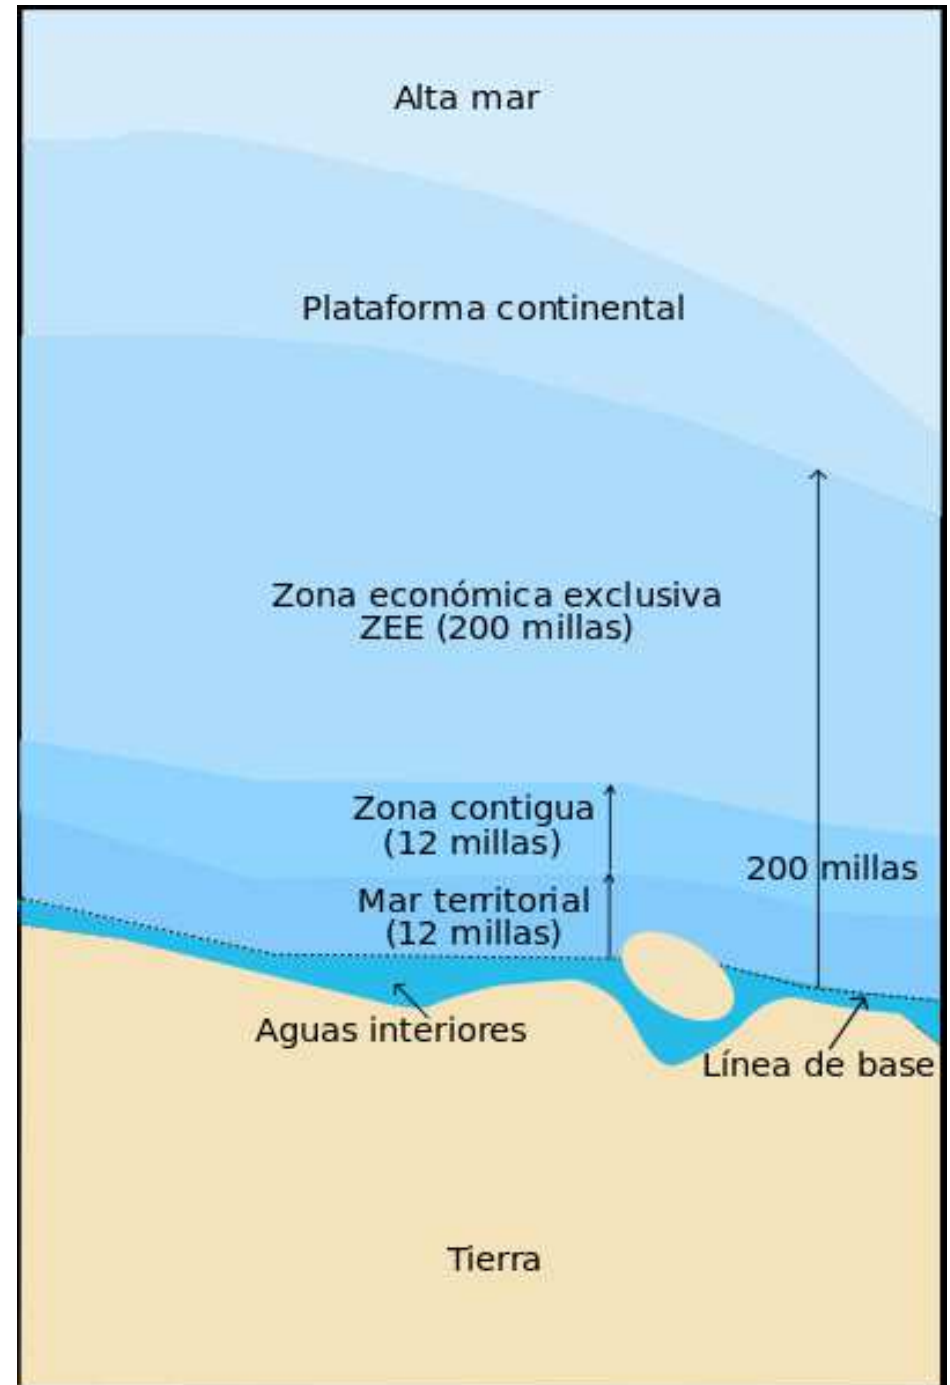 Alta mar
Plataforma continental
Zona económica exclusiva
ZEE (200 millas)
Zona contigua
(12 millas)
200 millas
Mar territorial
(12 millas)
Aguas interiores
Línea de base
Tierra